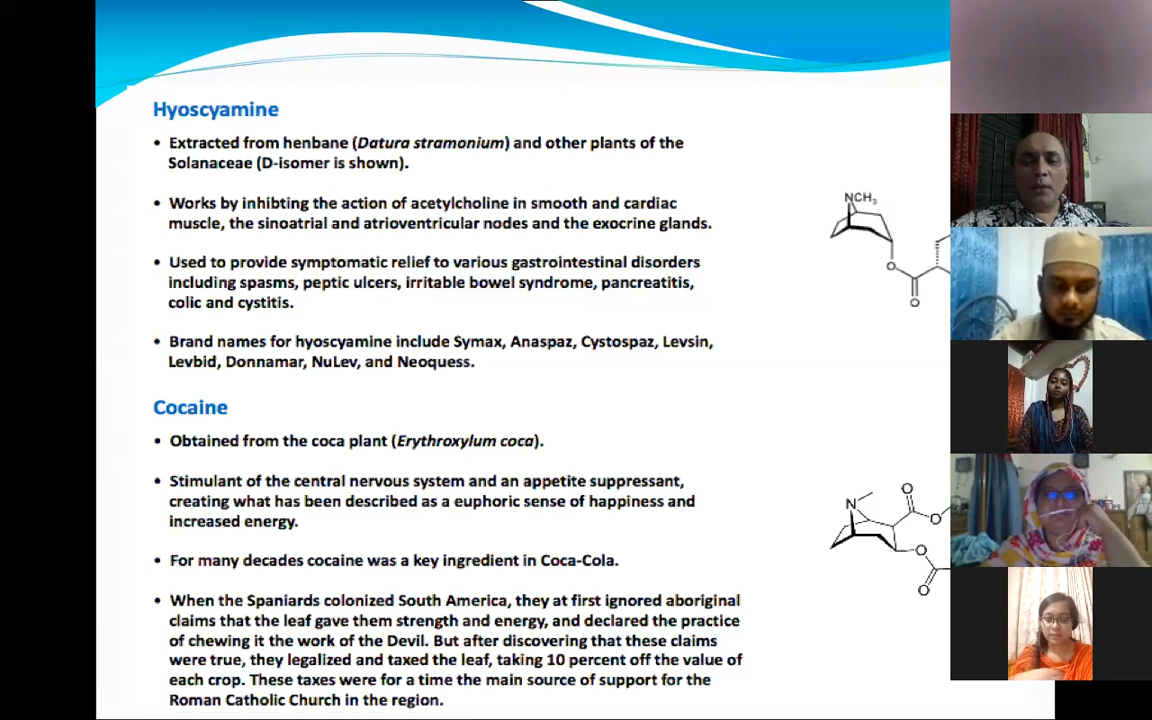 Hyoscyamine
• Extracted from henbane (Datura stramonium) and other plants of the
Solanaceae (D-isomer is shown).
• Works by inhibting the action of acetylcholine in smooth and cardiac
muscle, the sinoatrial and atrioventricular nodes and the exocrine glands.
• Used to provide symptomatic relief to various gastrointestinal disorders
including spasms, peptic ulcers, irritable bowel syndrome, pancreatitis,
colic and cystitis.
• Brand names for hyoscyamine include Symax, Anaspaz, Cystospaz, Levsin,
Levbid, Donnamar, NuLev, and Neoquess.
NCH3
O
O
Cocaine
• Obtained from the coca plant (Erythroxylum coca).
• Stimulant of the central nervous system and an appetite suppressant,
creating what has been described as a euphoric sense of happiness and
increased energy.
• For many decades cocaine was a key ingredient in Coca-Cola.
• When the Spaniards colonized South America, they at first ignored aboriginal
claims that the leaf gave them strength and energy, and declared the practice
of chewing it the work of the Devil. But after discovering that these claims
were true, they legalized and taxed the leaf, taking 10 percent off the value of
each crop. These taxes were for a time the main source of support for the
Roman Catholic Church in the region.
N
O
O
O
O